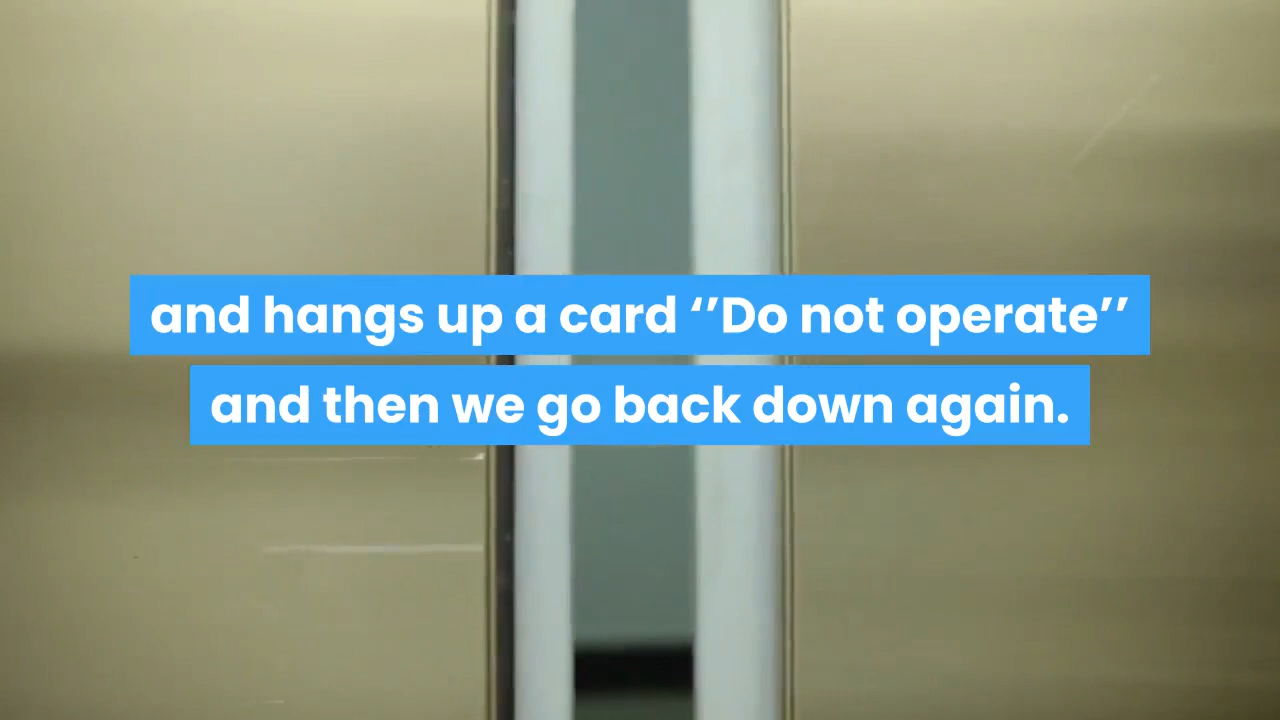 and hangs up a card ‘’Do not operate’’
and then we go back down again.